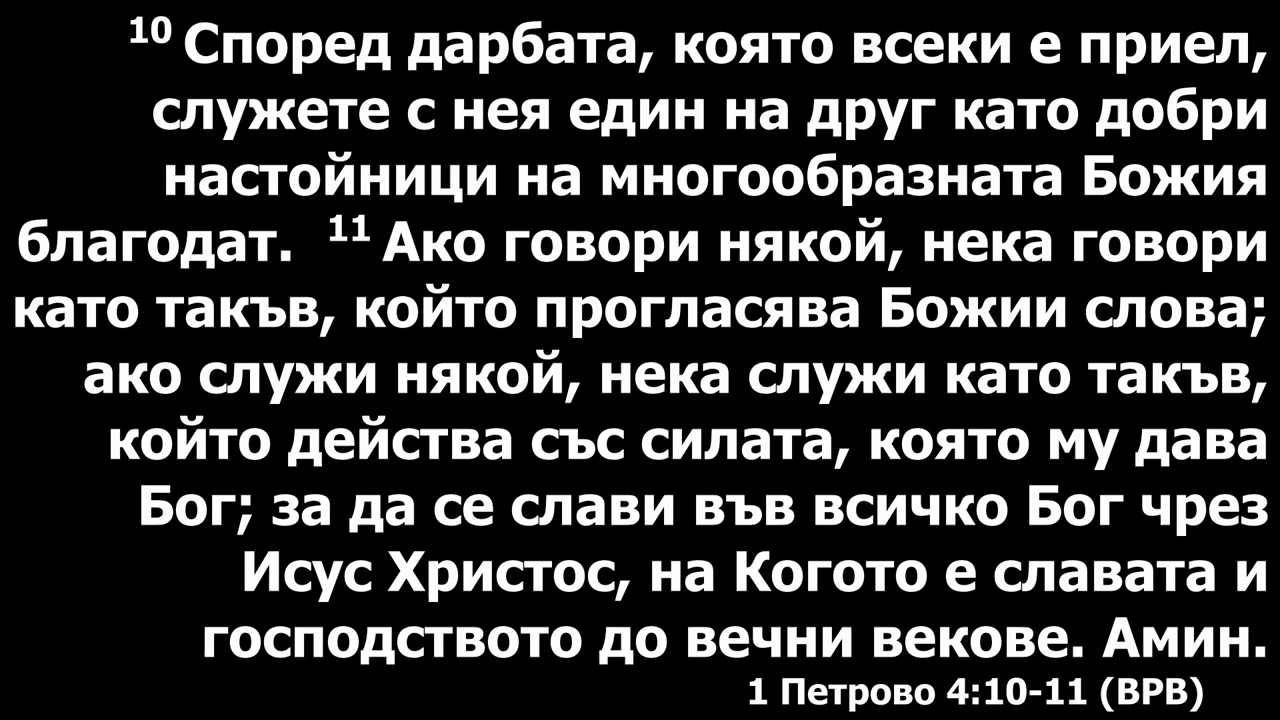 10 Според дарбата, която всеки е приел,
служете с нея един на друг като добри
настойници на многообразната Божия
благодат. 11 Ако говори някой, нека говори
като такъв, който прогласява Божии слова;
ако служи някой, нека служи като такъв,
който действа със силата, която му дава
Бог; за да се слави във всичко Бог чрез
Исус Христос, на Когото е славата и
господството до вечни векове. Амин.
1 Петрово 4:10-11 (ВРВ)